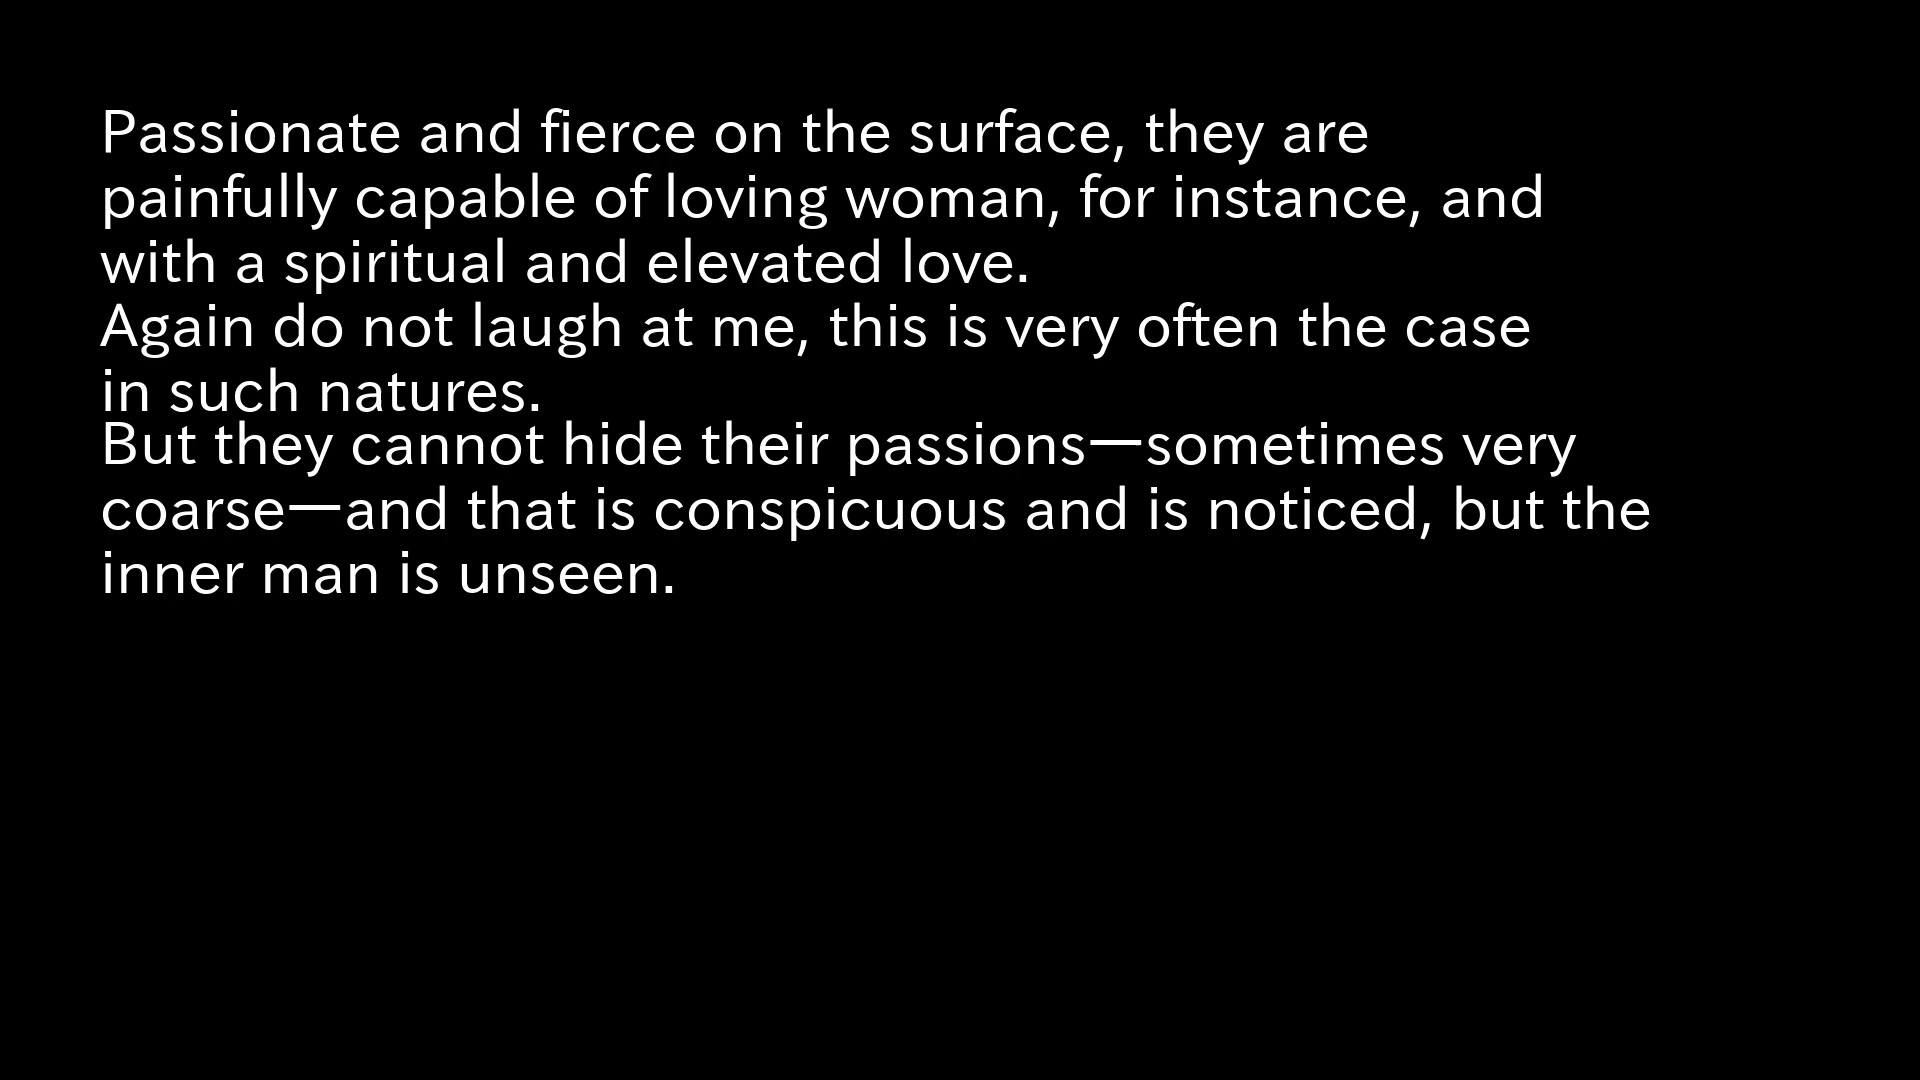 Passionate and fierce on the surface, they are
painfully capable of loving woman, for instance, and
with a spiritual and elevated love.
Again do not laugh at me, this is very often the case
in such natures.
But they cannot hide their passions—sometimes very
coarse—and that is conspicuous and is noticed, but the
inner man is unseen.